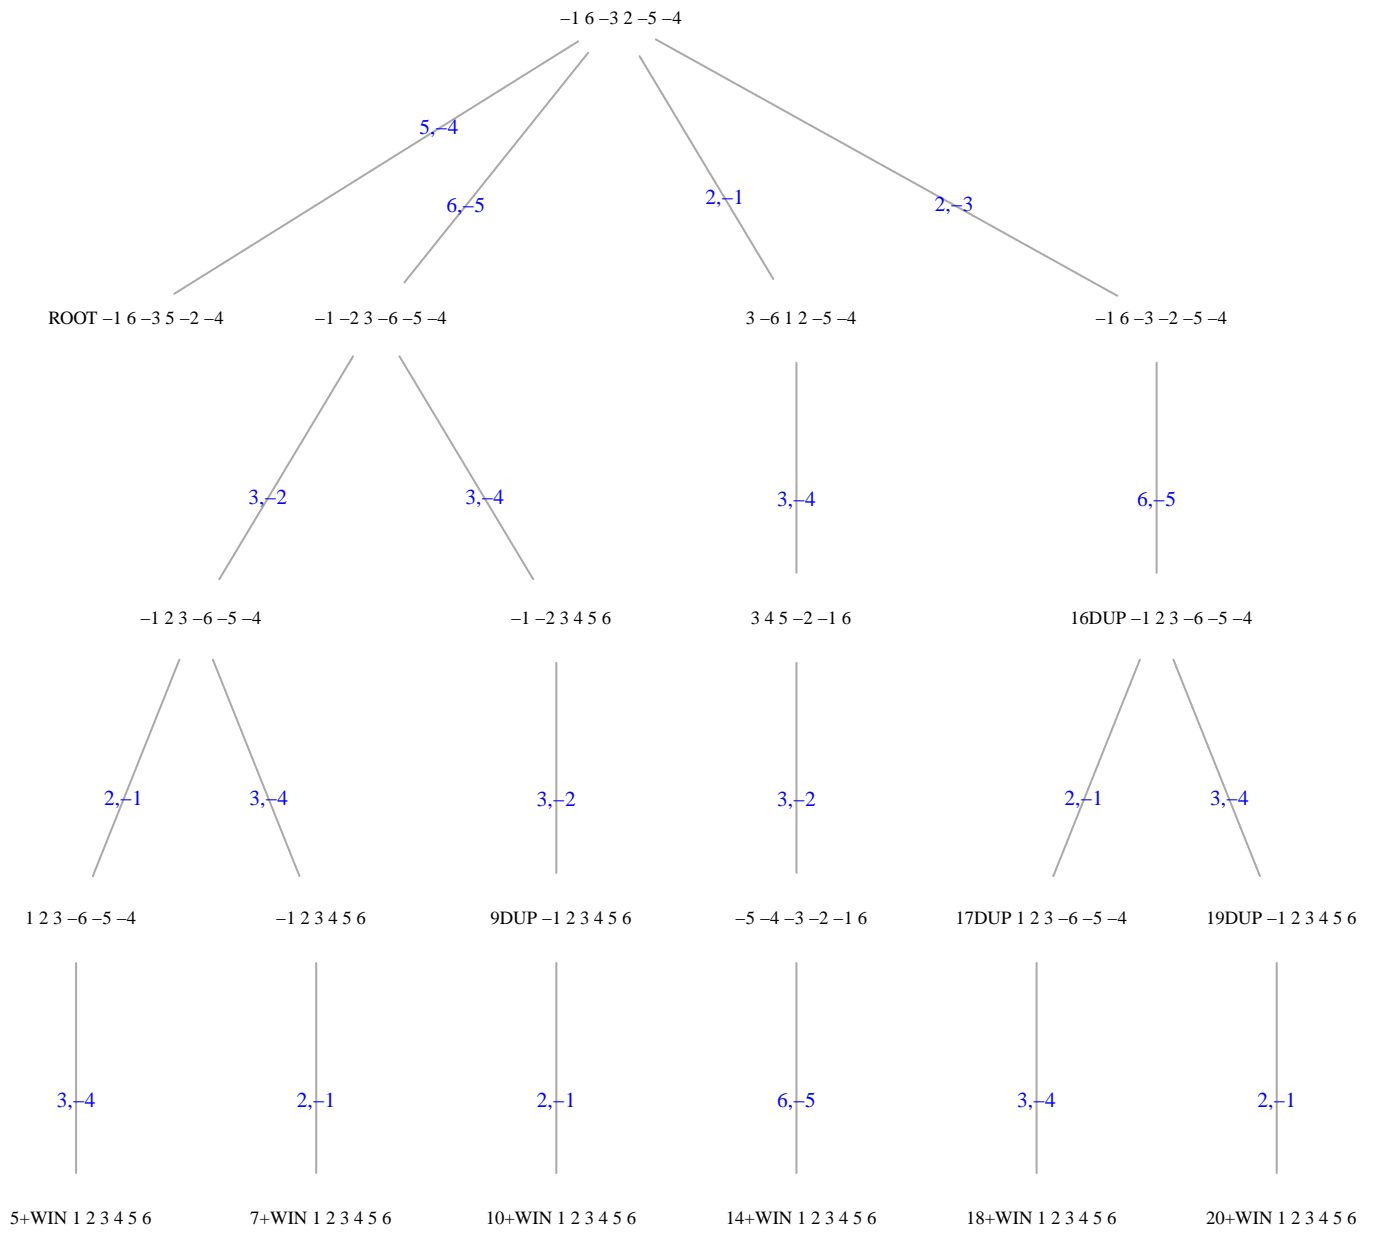 –1 6 –3 2 –5 –4
5,–4
6,–5
2,–1
2,–3
ROOT –1 6 –3 5 –2 –4
–1 –2 3 –6 –5 –4
3 –6 1 2 –5 –4
–1 6 –3 –2 –5 –4
3,–2
3,–4
3,–4
6,–5
–1 2 3 –6 –5 –4
–1 –2 3 4 5 6
3 4 5 –2 –1 6
16DUP –1 2 3 –6 –5 –4
2,–1
3,–4
3,–2
3,–2
2,–1
3,–4
1 2 3 –6 –5 –4
–1 2 3 4 5 6
9DUP –1 2 3 4 5 6
–5 –4 –3 –2 –1 6
17DUP 1 2 3 –6 –5 –4
19DUP –1 2 3 4 5 6
3,–4
2,–1
2,–1
6,–5
3,–4
2,–1
5+WIN 1 2 3 4 5 6
7+WIN 1 2 3 4 5 6
10+WIN 1 2 3 4 5 6
14+WIN 1 2 3 4 5 6
18+WIN 1 2 3 4 5 6
20+WIN 1 2 3 4 5 6